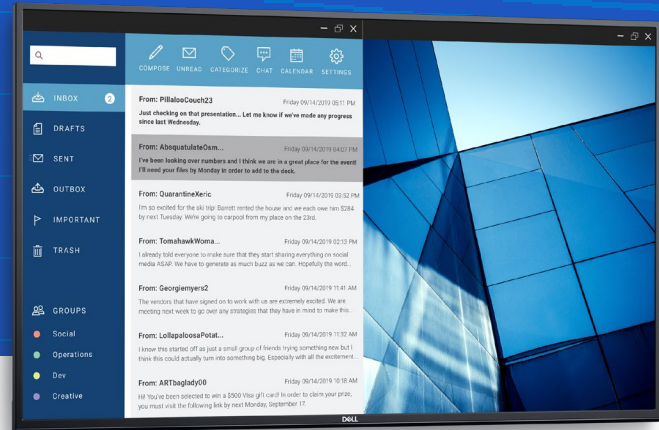 COMPOSE UNREAD CATEGORIZE CHAT CALENDAR SETTINGS
INBOX 2
DRAFTS
SENT
OUTBOX
IMPORTANT
TRASH
GROUPS
Social
Operations
Dev
Creative
From: PillalooCouch23 Friday 09/14/2019 05:11 PM
Just checking on that presentation... Let me know if we've made any progress
since last Wednesday.
From: AbsquatulateOsm... Friday 09/14/2019 04:07 PM
I've been looking over numbers and I think we are in a great place for the event!
I'll need your files by Monday in order to add to the desk.
From: QuarantineXeric Friday 09/14/2019 03:52 PM
I'm so excited for the ski trip! Barrett rented the house and we each owe him $284
by next Tuesday. We're going to carpool from my place on the 23rd.
From: TomahawkWoma... Friday 09/14/2019 02:13 PM
I already told everyone to make sure that they start sharing everything on social
media ASAP. We have to generate as much buzz as we can. Hopefully the word...
From: Georgiemyers2 Friday 09/14/2019 11:41 AM
The vendors that have signed on to work with us are extremely excited. We are
meeting next week to go over any strategies that they have in mind to make this...
From: LollapaloosaPotat... Friday 09/14/2019 11:32 AM
I know this started off as just a small group of friends trying something new but I
think this could actually turn into something big. Especially with all the excitement...
From: ARTbaglady00 Friday 09/14/2019 10:18 AM
Hi! You've been selected to win a $500 Visa gift card! In order to claim your prize,
you must visit the following link by next Monday, September 17.
DELL